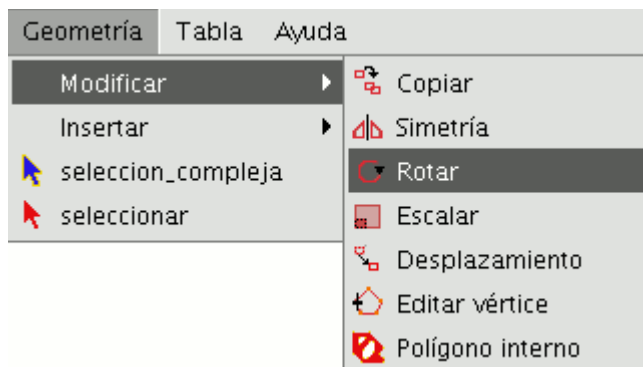 Geometría Tabla Ayuda
Modificar
Insertar
seleccion_compleja
seleccionar
Copiar
Simetría
Rotar
Escalar
Desplazamiento
Editar vértice
Polígono interno